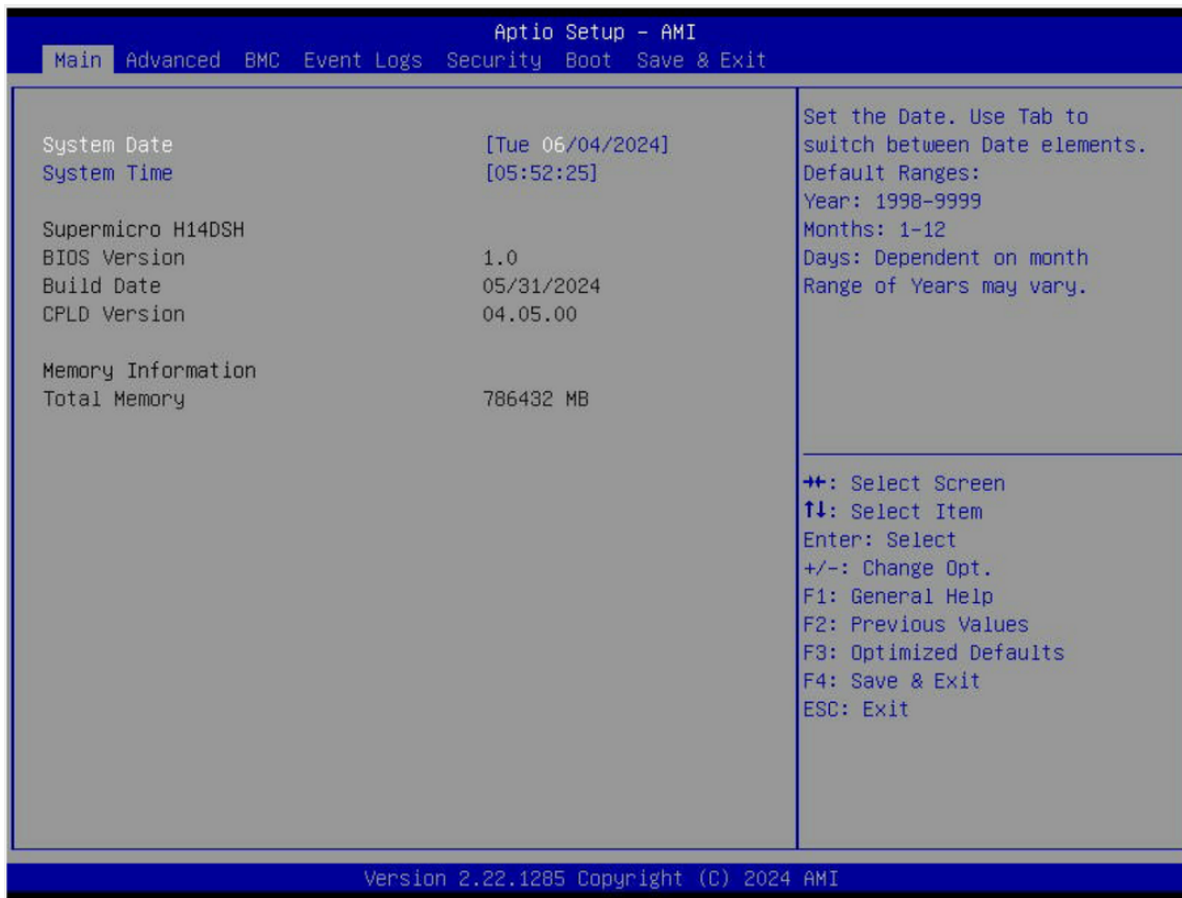 Aptio Setup - AMI
Main Advanced BMC Event Logs Security Boot Save & Exit
System Date [Tue 06/04/2024]
System Time [05:52:25]
Supermicro H14DSH
BIOS Version 1.0
Build Date 05/31/2024
CPLD Version 04.05.00
Memory Information
Total Memory 786432 MB
Set the Date. Use Tab to
switch between Date elements.
Default Ranges:
Year: 1998-9999
Months: 1-12
Days: Dependent on month
Range of Years may vary.
→←: Select Screen
↑↓: Select Item
Enter: Select
+/-: Change Opt.
F1: General Help
F2: Previous Values
F3: Optimized Defaults
F4: Save & Exit
ESC: Exit
Version 2.22.1285 Copyright (C) 2024 AMI